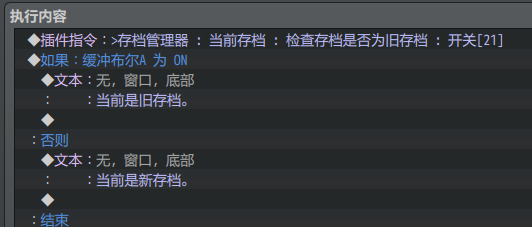 执行内容
◆插件指令：>存档管理器 : 当前存档 : 检查存档是否为旧存档 : 开关[21]
◆如果：缓冲布尔A 为 ON
◆文本：无, 窗口, 底部
：　　：当前是旧存档。
◆
：否则
◆文本：无, 窗口, 底部
：　　：当前是新存档。
◆
：结束